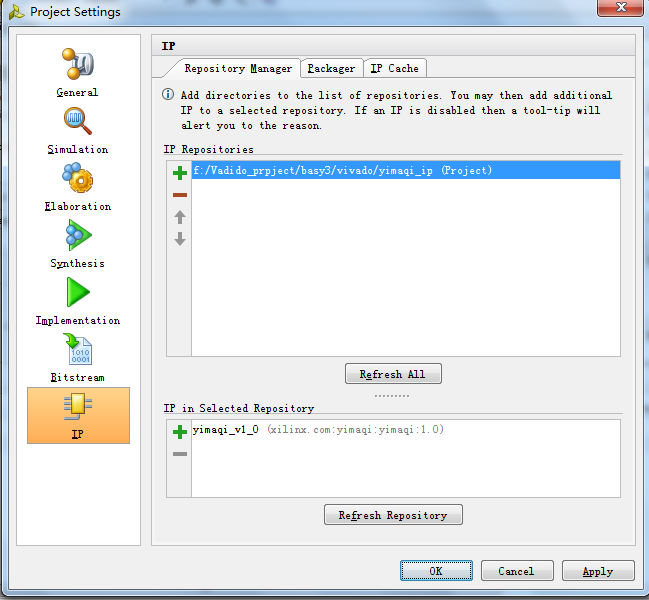 Project Settings
General
Simulation
Elaboration
Synthesis
Implementation
1010
0001
Bitstream
IP
IP
Repository Manager
Packager
IP Cache
Add directories to the list of repositories. You may then add additional
IP to a selected repository. If an IP is disabled then a tool-tip will
alert you to the reason.
IP Repositories
f:/Vadido_prpject/basy3/vivado/yimaqi_ip (Project)
Refresh All
IP in Selected Repository
yimaqi_v1_0 (xilinx.com:yimaqi:yimaqi:1.0)
Refresh Repository
OK
Cancel
Apply